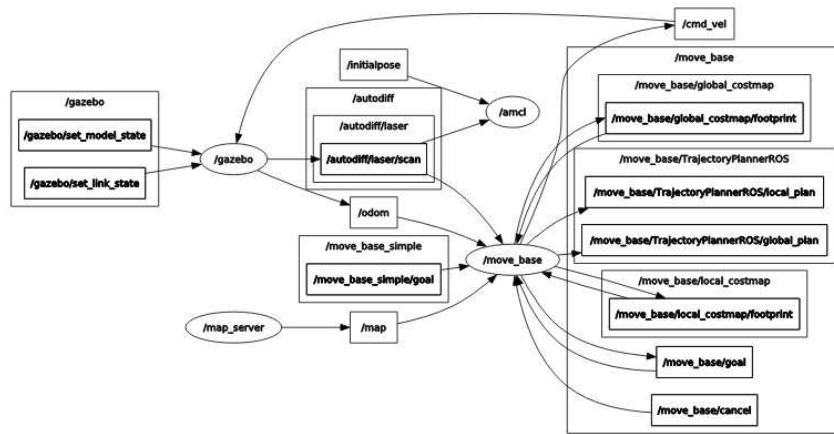 /cmd_vel
/initialpose
/move_base
/move_base/global_costmap
/gazebo
/autodiff
/gazebo/set_model_state
/amcl
/move_base/global_costmap/footprint
/autodiff/laser
/gazebo
/autodiff/laser/scan
/move_base/TrajectoryPlannerROS
/gazebo/set_link_state
/move_base/TrajectoryPlannerROS/local_plan
/odom
/move_base/TrajectoryPlannerROS/global_plan
/move_base_simple
/move_base
/move_base_simple/goal
/move_base/local_costmap
/move_base/local_costmap/footprint
/map_server
/map
/move_base/goal
/move_base/cancel